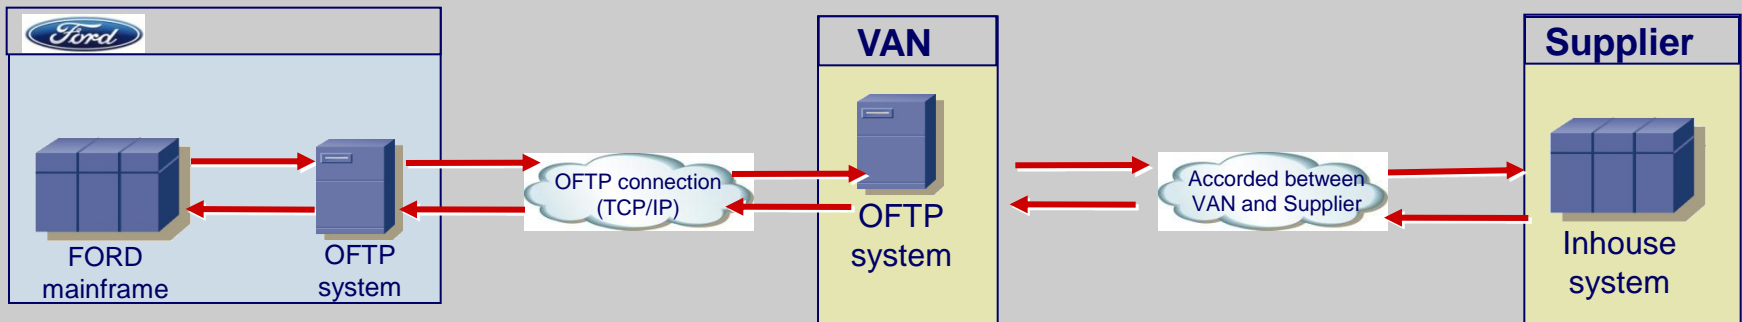 Ford
VAN
Supplier
OFTP connection
(TCP/IP)
Accorded between
VAN and Supplier
FORD
mainframe
OFTP
system
OFTP
system
Inhouse
system